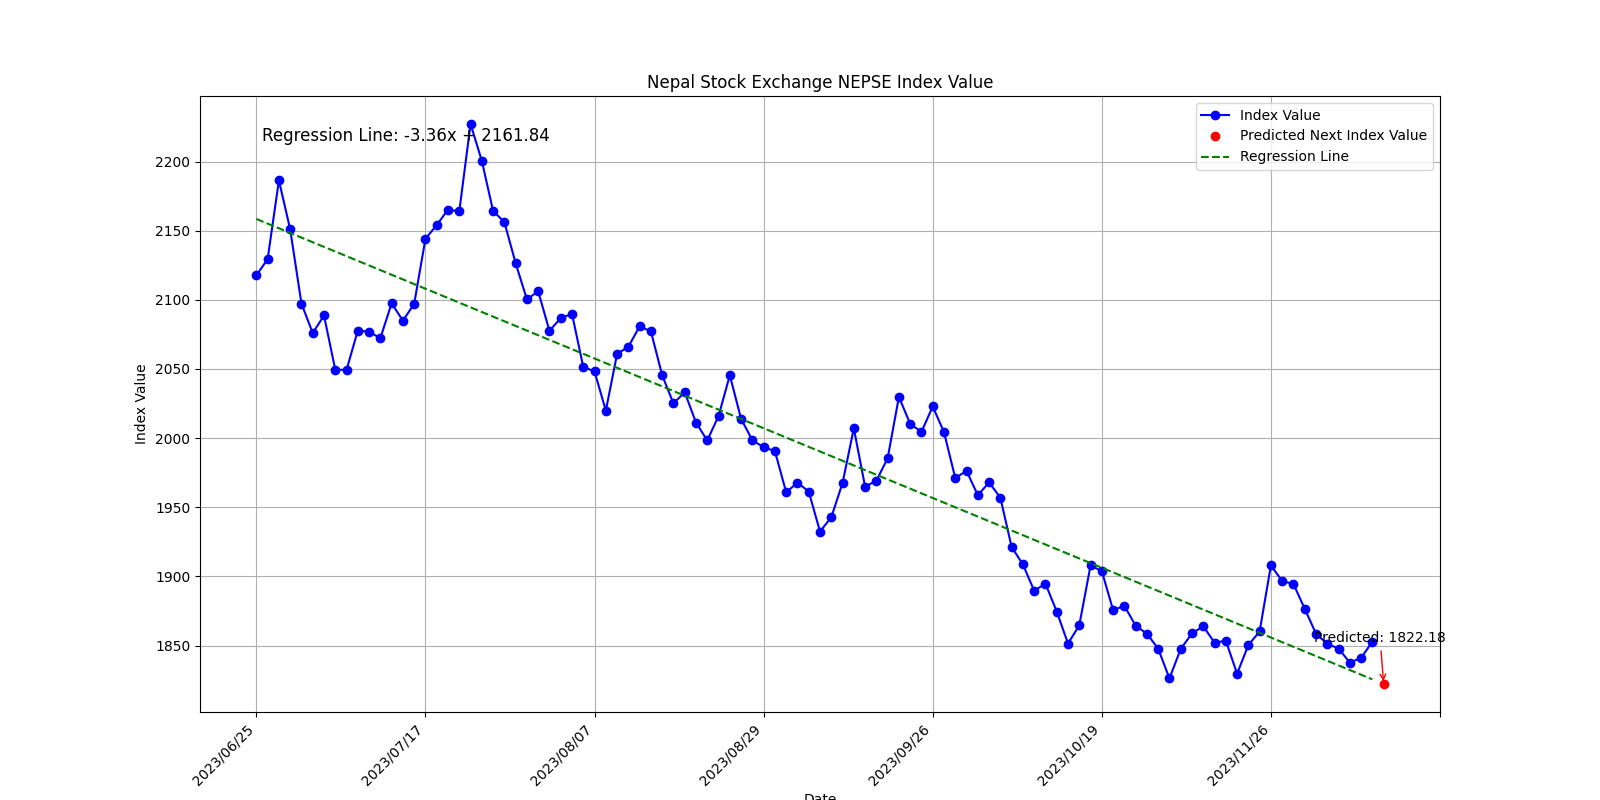 Nepal Stock Exchange NEPSE Index Value
Regression Line: -3.36x + 2161.84
Index Value
Predicted Next Index Value
Regression Line
2200
2150
2100
2050
2000
1950
1900
1850
Index Value
Predicted: 1822.18
2023/06/25
2023/07/17
2023/08/07
2023/08/29
2023/09/26
2023/10/19
2023/11/26
Date